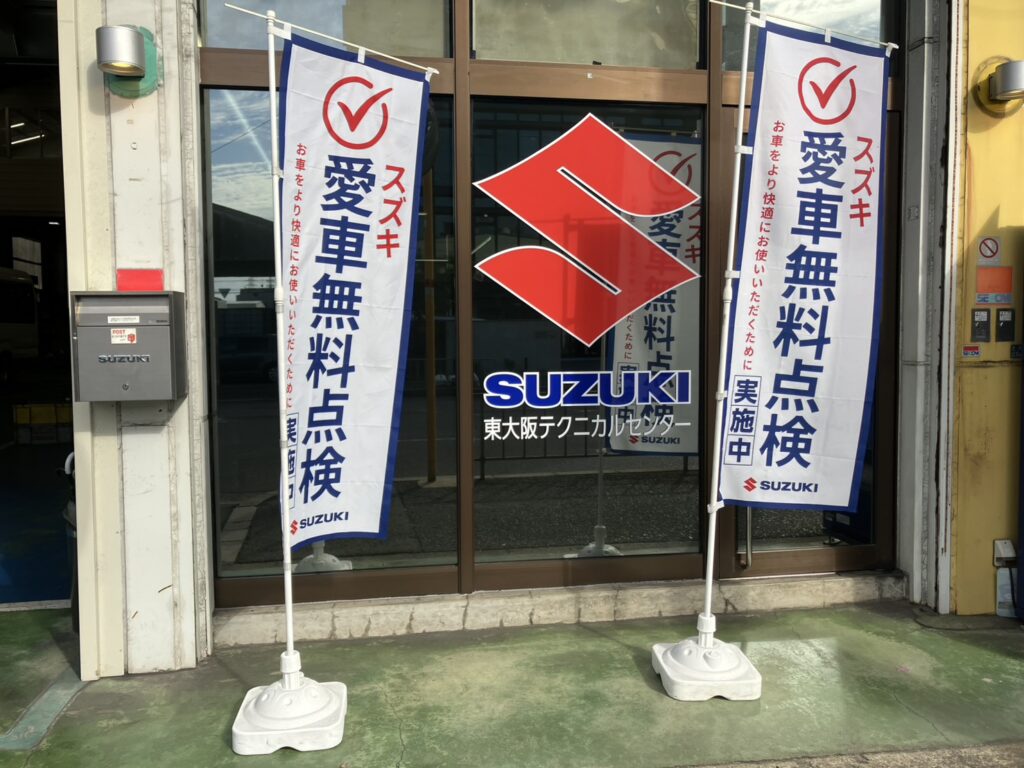 スズキ
愛車無料点検
お車をより快適にお使いいただくために
実施中
SUZUKI
SUZUKI
東大阪テクニカルセンター
スズキ
愛車無料点検
お車をより快適にお使いいただくために
実施中
SUZUKI
POST
SUZUKI
SECOM